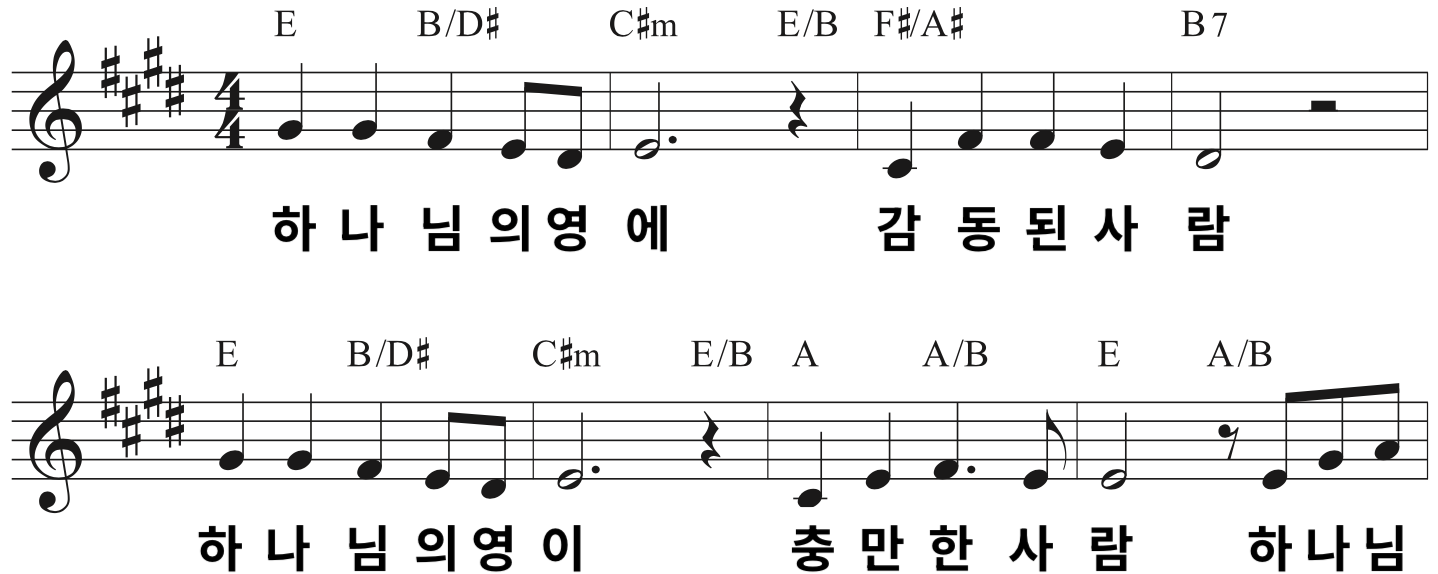 E B/D♯ C♯m E/B F♯/A♯ B7
4
4
하 나 님 의 영 에 감 동 된 사 람
E B/D♯ C♯m E/B A A/B E A/B
하 나 님 의 영 이 충 만 한 사 람 하 나 님